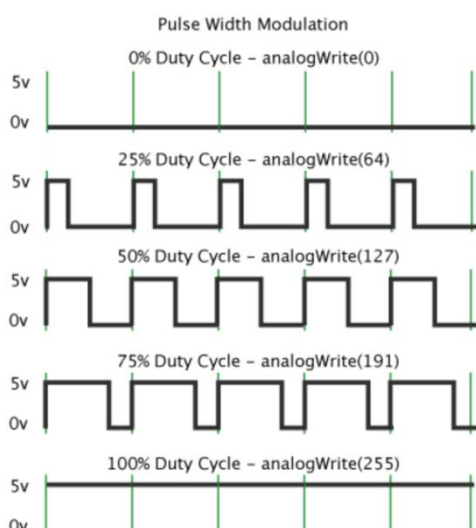 Pulse Width Modulation
0% Duty Cycle – analogWrite(0)
5v
0v
25% Duty Cycle – analogWrite(64)
5v
0v
50% Duty Cycle – analogWrite(127)
5v
0v
75% Duty Cycle – analogWrite(191)
5v
0v
100% Duty Cycle – analogWrite(255)
5v
0v